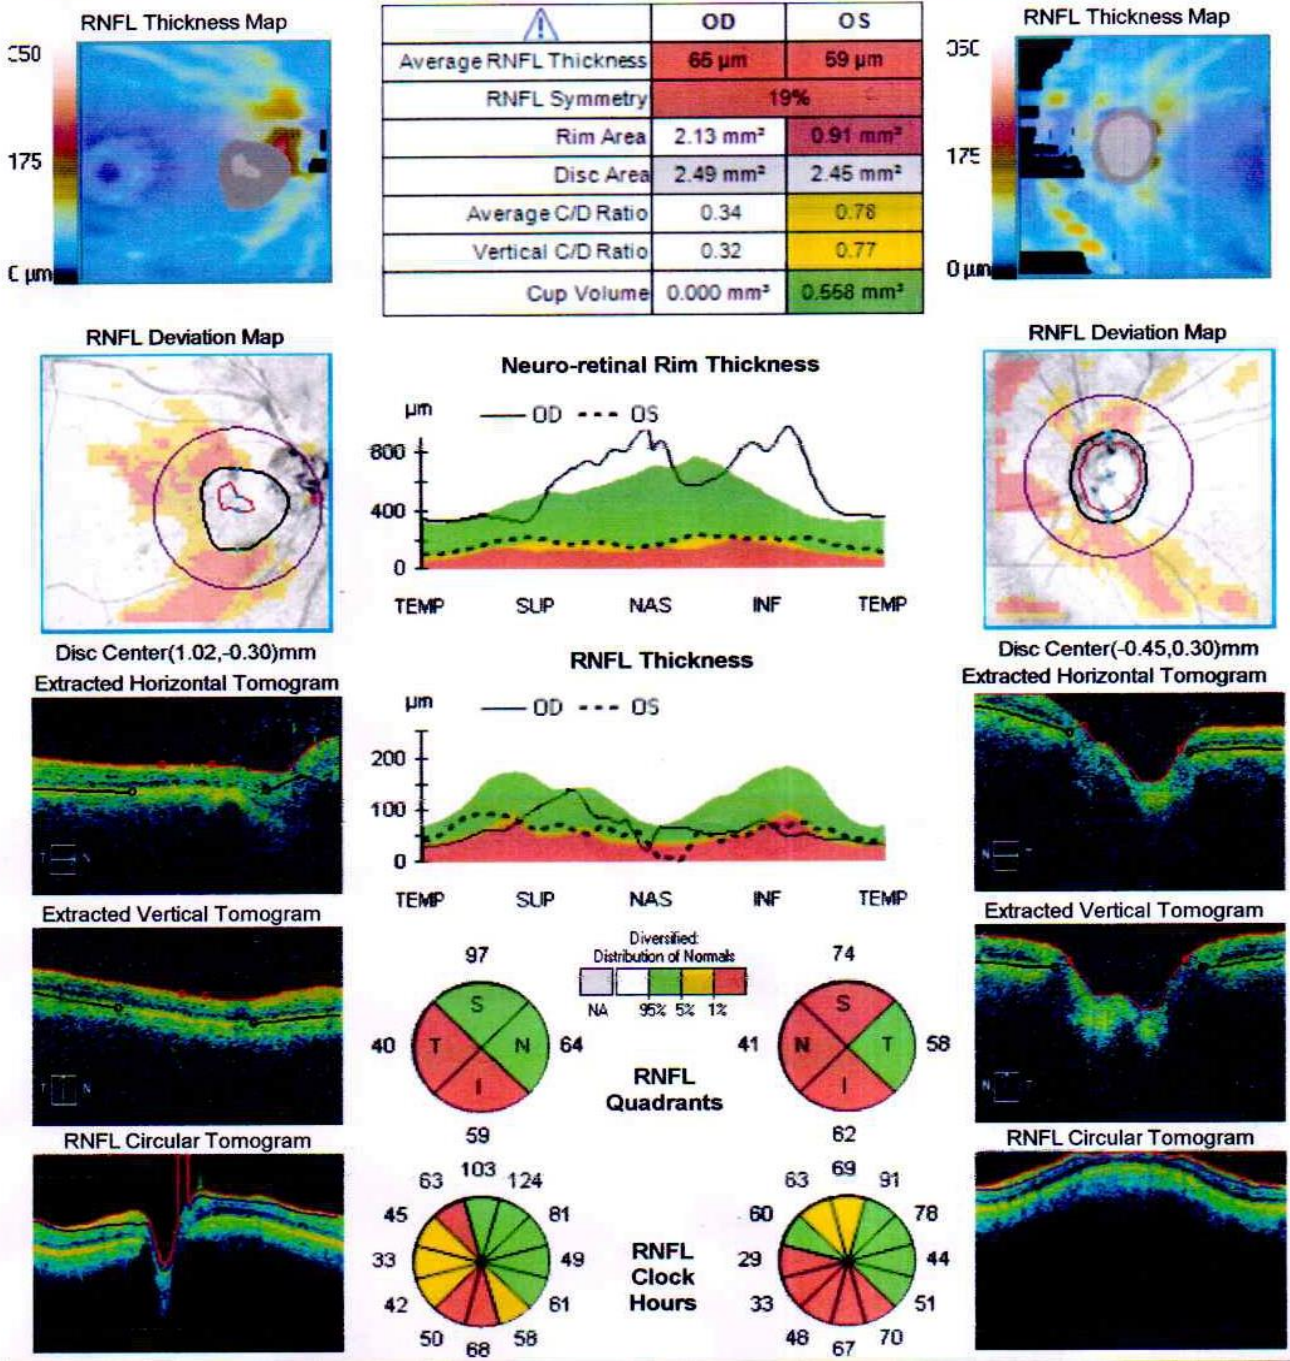 RNFL Thickness Map
350
175
0 µm
OD OS
Average RNFL Thickness 65 µm 59 µm
RNFL Symmetry 19%
Rim Area 2.13 mm² 0.91 mm²
Disc Area 2.49 mm² 2.45 mm²
Average C/D Ratio 0.34 0.78
Vertical C/D Ratio 0.32 0.77
Cup Volume 0.000 mm³ 0.558 mm³
RNFL Thickness Map
350
175
0 µm
RNFL Deviation Map
Disc Center(1.02,-0.30)mm
Extracted Horizontal Tomogram
T N
Extracted Vertical Tomogram
T N
RNFL Circular Tomogram
Neuro-retinal Rim Thickness
µm
OD OS
800
400
0
TEMP SUP NAS INF TEMP
RNFL Thickness
µm
OD OS
200
100
0
TEMP SUP NAS INF TEMP
Diversified:
Distribution of Normals
NA 95% 5% 1%
97
S
40 T N 64
I
59
74
S
41 N T 58
I
62
RNFL
Quadrants
103
124
81
49
61
58
68
50
42
33
45
63
RNFL
Clock
Hours
69
91
78
44
51
70
67
48
33
29
60
63
RNFL Deviation Map
Disc Center(-0.45,0.30)mm
Extracted Horizontal Tomogram
N T
Extracted Vertical Tomogram
N T
RNFL Circular Tomogram